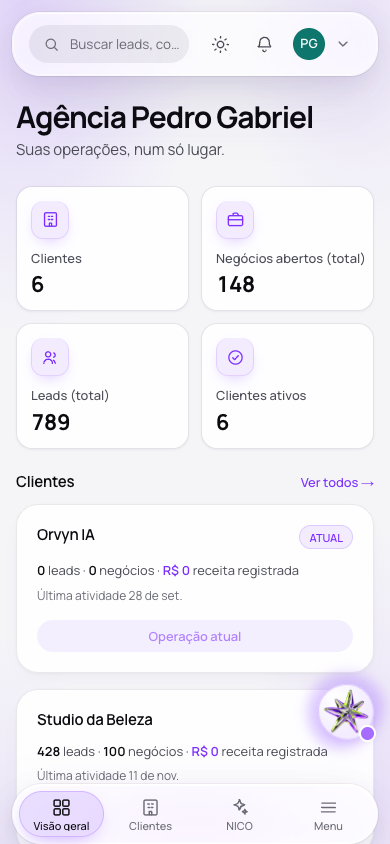 Buscar leads, co...
PG
Agência Pedro Gabriel
Suas operações, num só lugar.
Clientes
6
Negócios abertos (total)
148
Leads (total)
789
Clientes ativos
6
Clientes
Ver todos →
Orvyn IA
ATUAL
0 leads · 0 negócios · R$ 0 receita registrada
Última atividade 28 de set.
Operação atual
Studio da Beleza
428 leads · 100 negócios · R$ 0 receita registrada
Última atividade 11 de nov.
Visão geral
Clientes
NICO
Menu